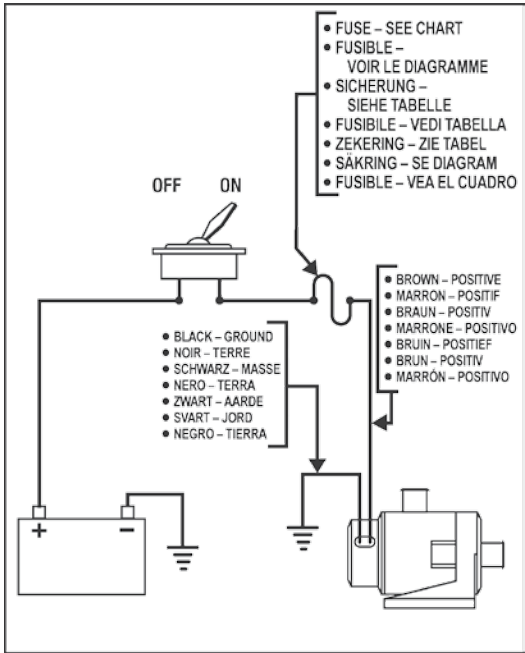 • FUSE – SEE CHART
• FUSIBLE –
VOIR LE DIAGRAMME
• SICHERUNG –
SIEHE TABELLE
• FUSIBILE – VEDI TABELLA
• ZEKERING – ZIE TABEL
• SÄKRING – SE DIAGRAM
• FUSIBLE – VEA EL CUADRO
OFF ON
• BROWN – POSITIVE
• MARRON – POSITIF
• BRAUN – POSITIV
• MARRONE – POSITIVO
• BRUIN – POSITIEF
• BRUN – POSITIV
• MARRÓN – POSITIVO
• BLACK – GROUND
• NOIR – TERRE
• SCHWARZ – MASSE
• NERO – TERRA
• ZWART – AARDE
• SVART – JORD
• NEGRO – TIERRA
+ –